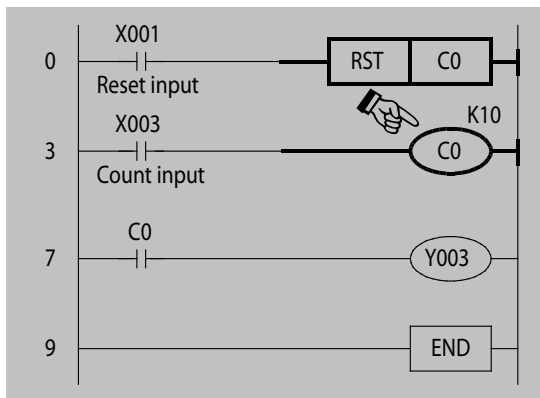 X001
0 RST C0
Reset input
X003 K10
3 C0
Count input
C0
7 Y003
9 END